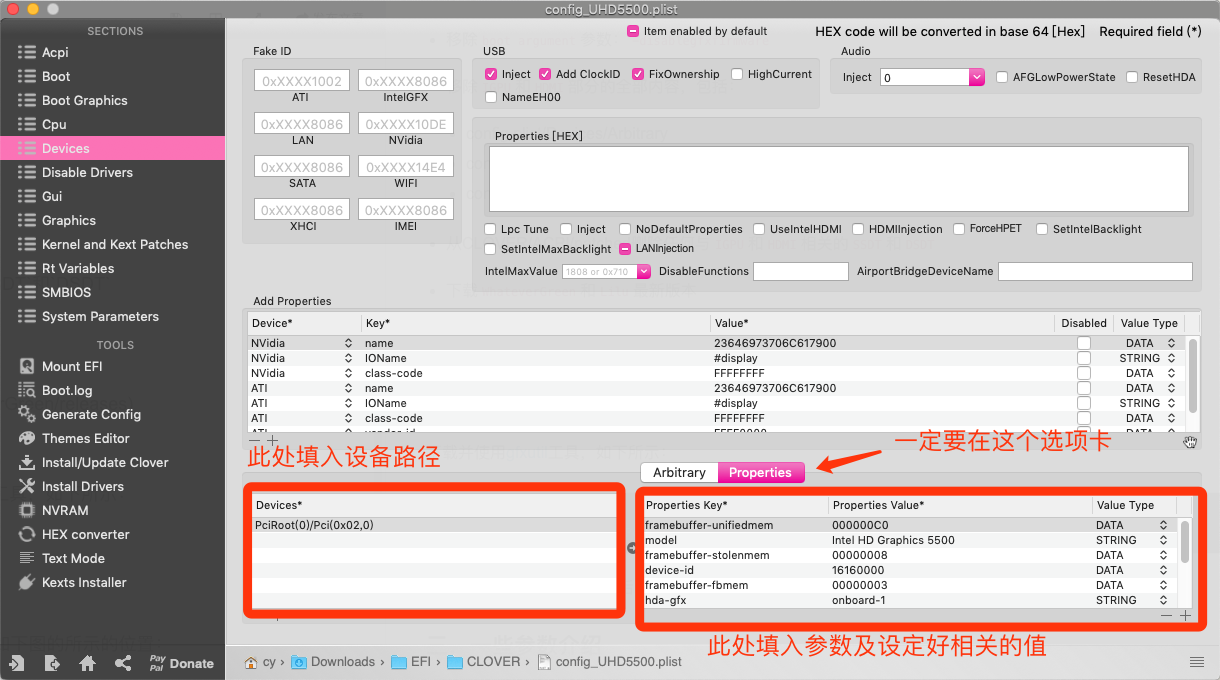 config_UHD5500.plist
SECTIONS
Acpi
Boot
Boot Graphics
Cpu
Devices
Disable Drivers
Gui
Graphics
Kernel and Kext Patches
Rt Variables
SMBIOS
System Parameters
TOOLS
Mount EFI
Boot.log
Generate Config
Themes Editor
Install/Update Clover
Install Drivers
NVRAM
HEX converter
Text Mode
Kexts Installer
Pay Pal Donate
Item enabled by default HEX code will be converted in base 64 [Hex] Required field (*)
Fake ID
0xXXXX1002 0xXXXX8086
ATI IntelGFX
0xXXXX8086 0xXXXX10DE
LAN NVidia
0xXXXX8086 0xXXXX14E4
SATA WIFI
0xXXXX8086 0xXXXX8086
XHCI IMEI
USB
Inject Add ClockID FixOwnership HighCurrent
NameEH00
Audio
Inject 0 AFGLowPowerState ResetHDA
Properties [HEX]
Lpc Tune Inject NoDefaultProperties UseIntelHDMI HDMIInjection ForceHPET SetIntelBacklight
SetIntelMaxBacklight LANInjection
IntelMaxValue 1808 or 0x710 DisableFunctions AirportBridgeDeviceName
Add Properties
Device* Key* Value* Disabled Value Type
NVidia name 23646973706C617900 DATA
NVidia IOName #display STRING
NVidia class-code FFFFFFFF DATA
ATI name 23646973706C617900 DATA
ATI IOName #display STRING
ATI class-code FFFFFFFF DATA
ATI vendor-id FFFF0000 DATA
此处填入设备路径
一定要在这个选项卡
Arbitrary Properties
Devices*
PciRoot(0)/Pci(0x02,0)
Properties Key* Properties Value* Value Type
framebuffer-unifiedmem 000000C0 DATA
model Intel HD Graphics 5500 STRING
framebuffer-stolenmem 00000008 DATA
device-id 16160000 DATA
framebuffer-fbmem 00000003 DATA
hda-gfx onboard-1 STRING
此处填入参数及设定好相关的值
cy › Downloads › EFI › CLOVER › config_UHD5500.plist